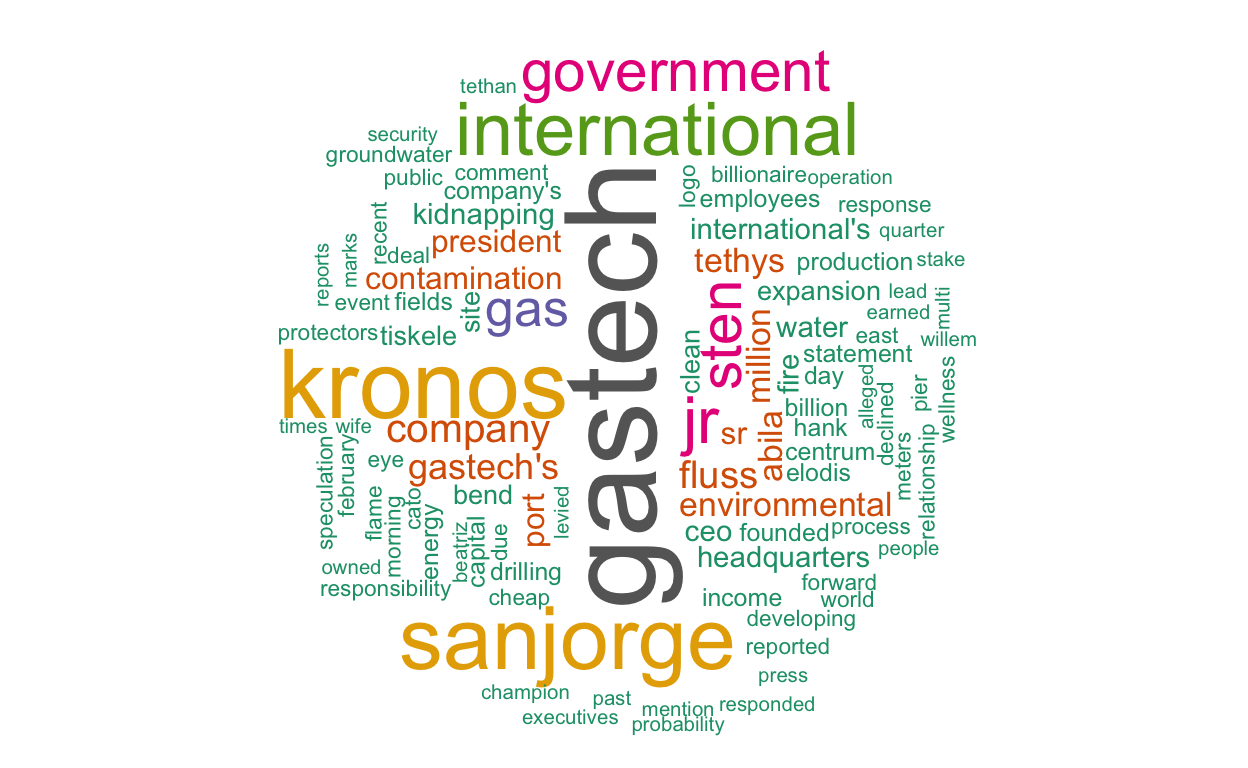 government
tethan
international
security
groundwater
public
comment
company's
kidnapping
president
recent
deal
marks
reports
contamination
event
fields
site
gas
protectors
tiskele
kronos
times
wife
company
gastech
logo
billionaire
operation
employees
response
international's
quarter
tethys
production
stake
sten
million
expansion
lead
multi
earned
water
east
willem
clean
fire
statement
day
alleged
pier
wellness
jr
sr
abila
billion
hank
declined
centrum
elodis
meters
relationship
fluss
environmental
speculation
february
eye
gastech's
bend
flame
morning
cato
energy
port
levied
beatriz
capital
due
drilling
owned
responsibility
cheap
ceo
founded
process
people
headquarters
forward
income
world
developing
sanjorge
reported
press
champion
past
mention
responded
executives
probability